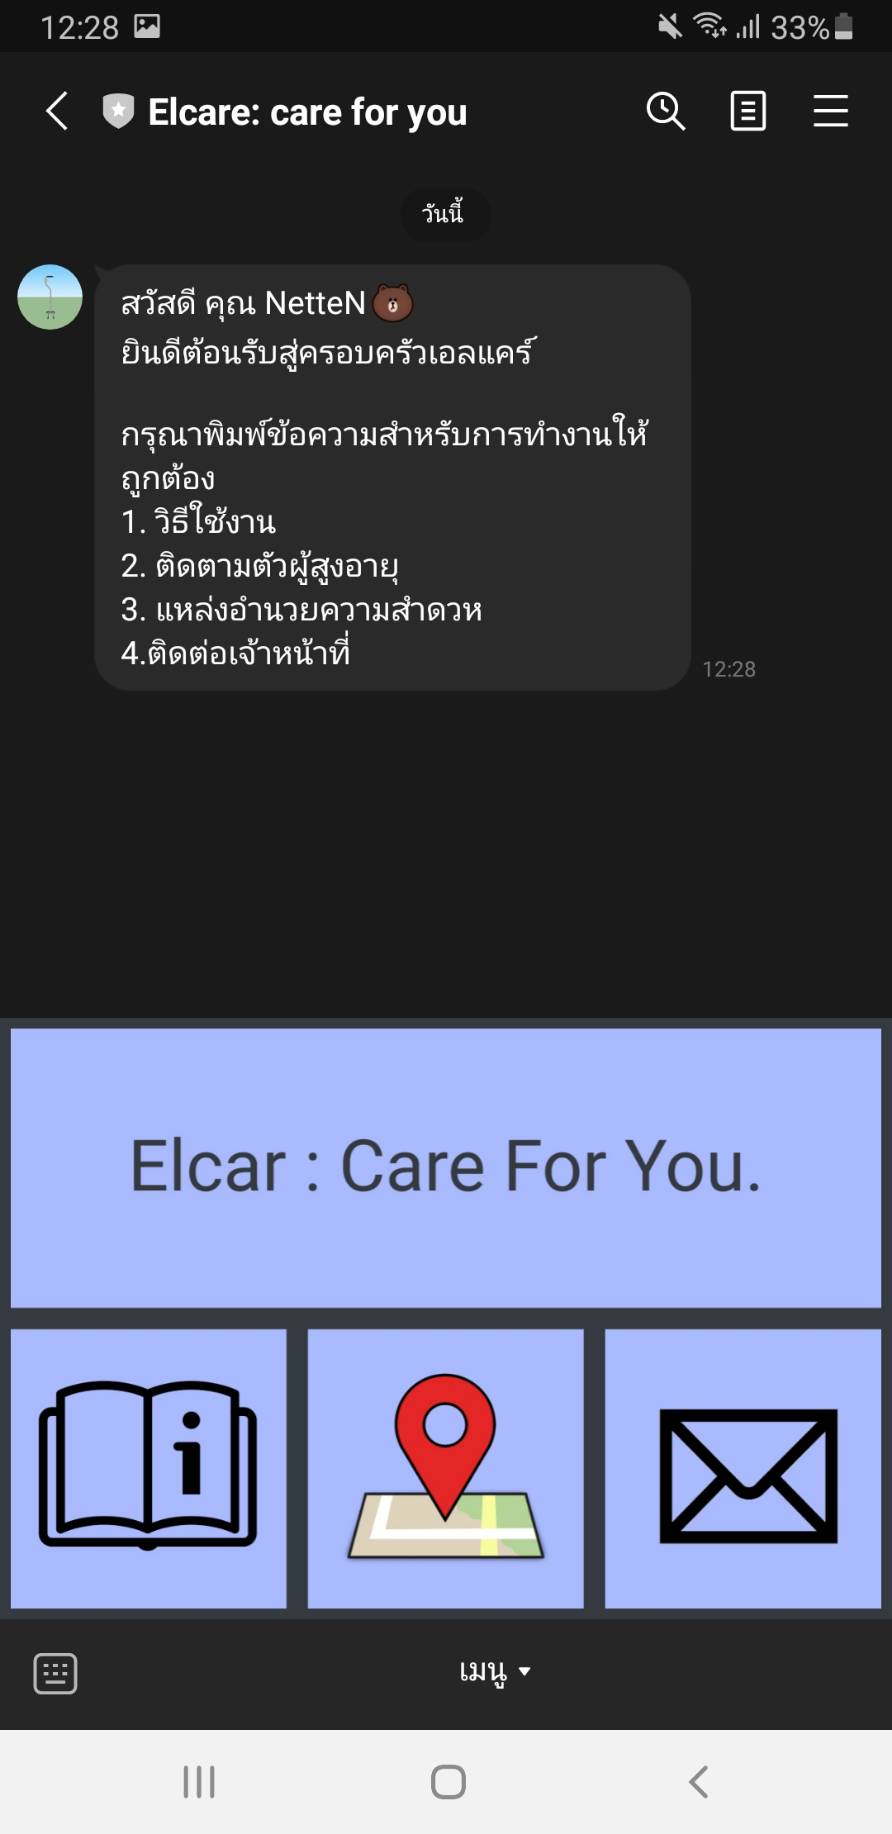 12:28
33%
Elcare: care for you
วันนี้
สวัสดี คุณ NetteN
ยินดีต้อนรับสู่ครอบครัวเอลแคร์
กรุณาพิมพ์ข้อความสำหรับการทำงานให้
ถูกต้อง
1. วิธีใช้งาน
2. ติดตามตัวผู้สูงอายุ
3. แหล่งอำนวยความสำดวห
4.ติดต่อเจ้าหน้าที่
12:28
Elcar : Care For You.
i
เมนู